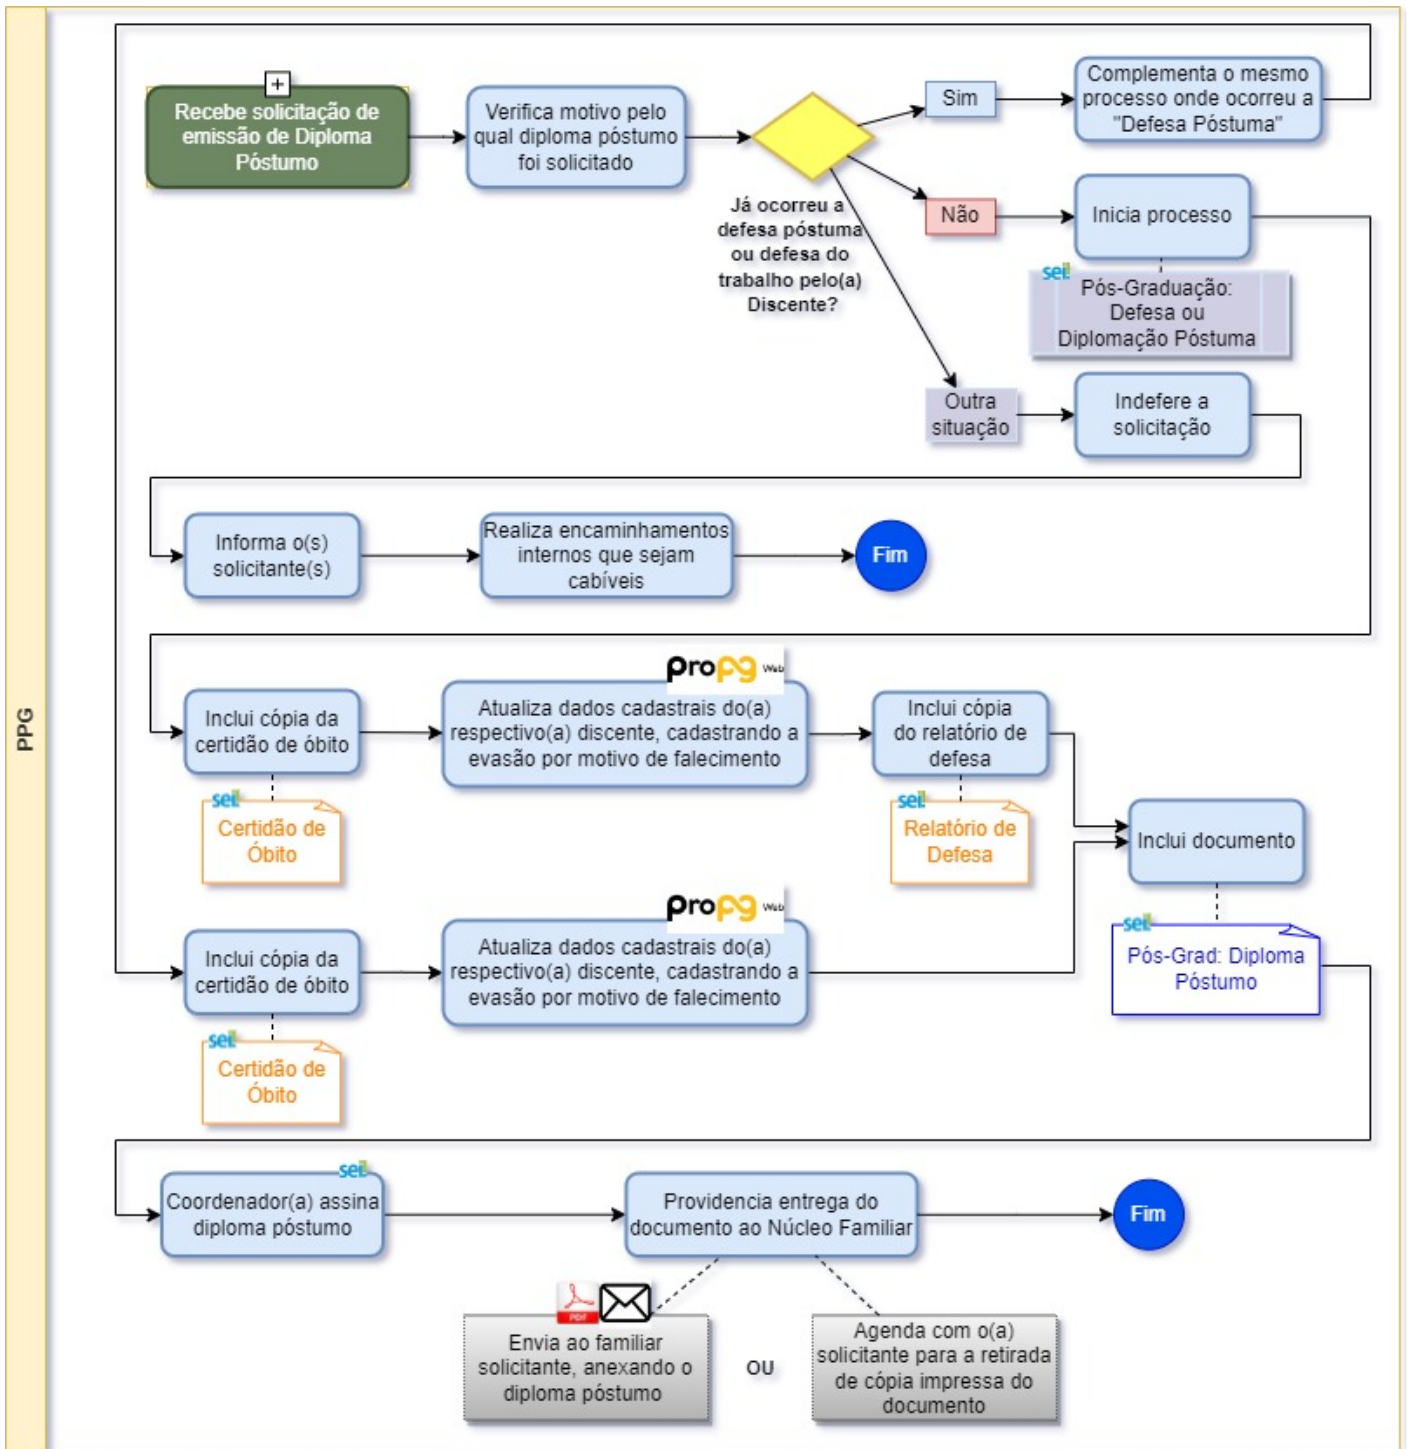 PPG
+
Recebe solicitação de
emissão de Diploma
Póstumo
Verifica motivo pelo
qual diploma póstumo
foi solicitado
Já ocorreu a
defesa póstuma
ou defesa do
trabalho pelo(a)
Discente?
Sim
Complementa o mesmo
processo onde ocorreu a
"Defesa Póstuma"
Não
Inicia processo
sei!
Pós-Graduação:
Defesa ou
Diplomação Póstuma
Outra
situação
Indefere a
solicitação
Informa o(s)
solicitante(s)
Realiza encaminhamentos
internos que sejam
cabíveis
Fim
Inclui cópia da
certidão de óbito
sei!
Certidão de
Óbito
propg Web
Atualiza dados cadastrais do(a)
respectivo(a) discente, cadastrando a
evasão por motivo de falecimento
Inclui cópia
do relatório de
defesa
sei!
Relatório de
Defesa
Inclui documento
sei!
Pós-Grad: Diploma
Póstumo
Inclui cópia da
certidão de óbito
sei!
Certidão de
Óbito
propg Web
Atualiza dados cadastrais do(a)
respectivo(a) discente, cadastrando a
evasão por motivo de falecimento
sei!
Coordenador(a) assina
diploma póstumo
Providencia entrega do
documento ao Núcleo Familiar
Fim
PDF
Envia ao familiar
solicitante, anexando o
diploma póstumo
OU
Agenda com o(a)
solicitante para a retirada
de cópia impressa do
documento